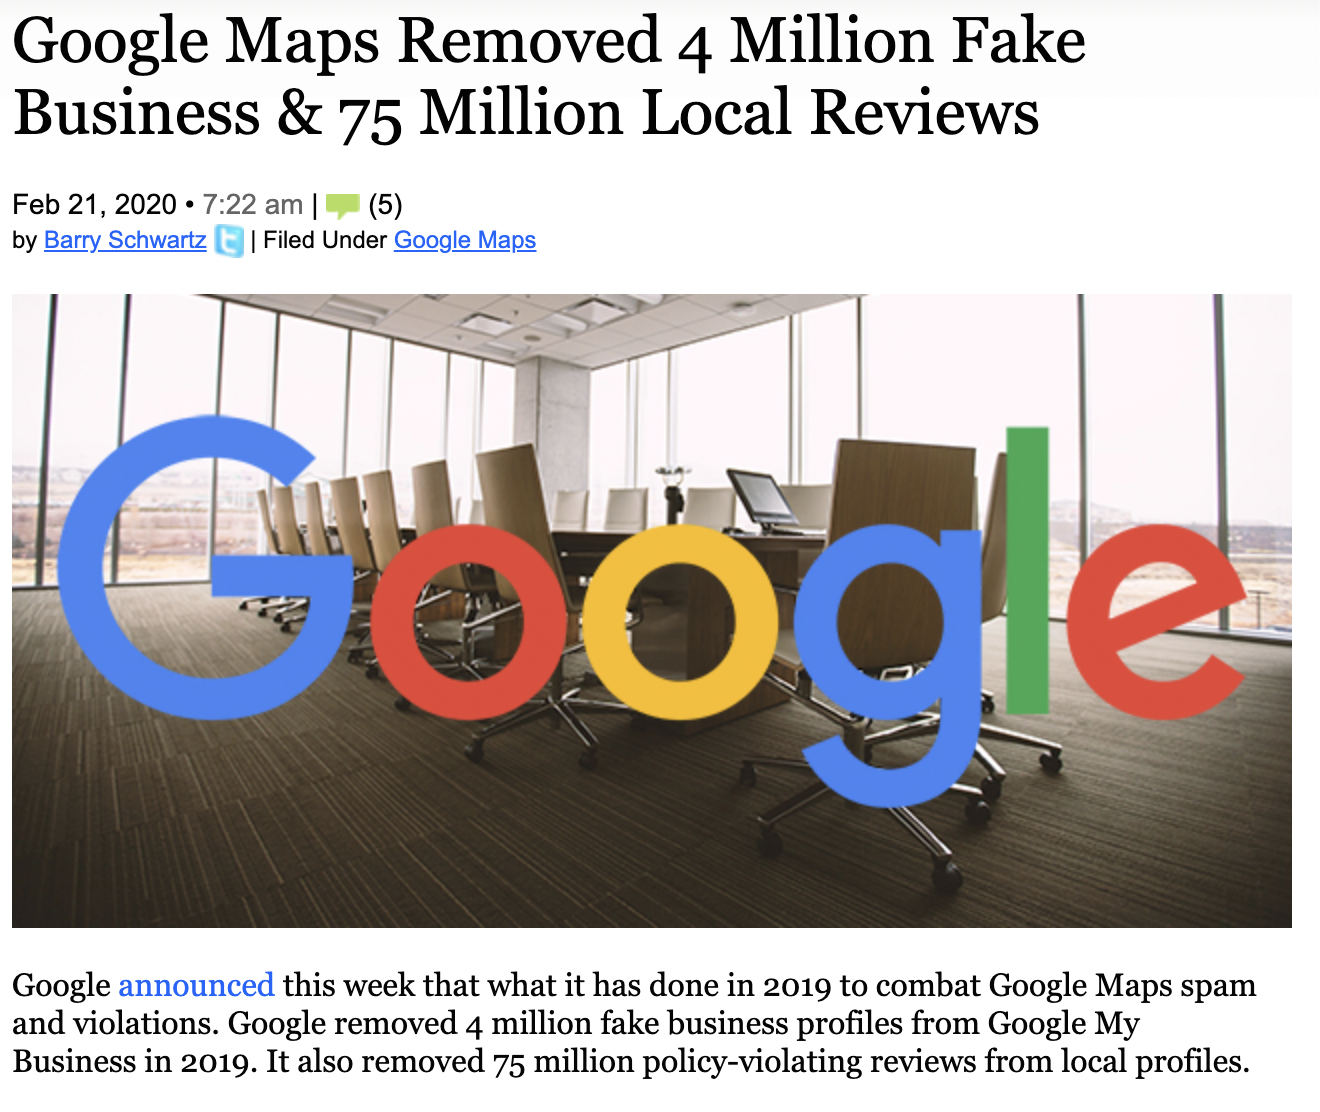 Google Maps Removed 4 Million Fake
Business & 75 Million Local Reviews
Feb 21, 2020 • 7:22 am | (5)
by Barry Schwartz | Filed Under Google Maps
Google
Google announced this week that what it has done in 2019 to combat Google Maps spam
and violations. Google removed 4 million fake business profiles from Google My
Business in 2019. It also removed 75 million policy-violating reviews from local profiles.